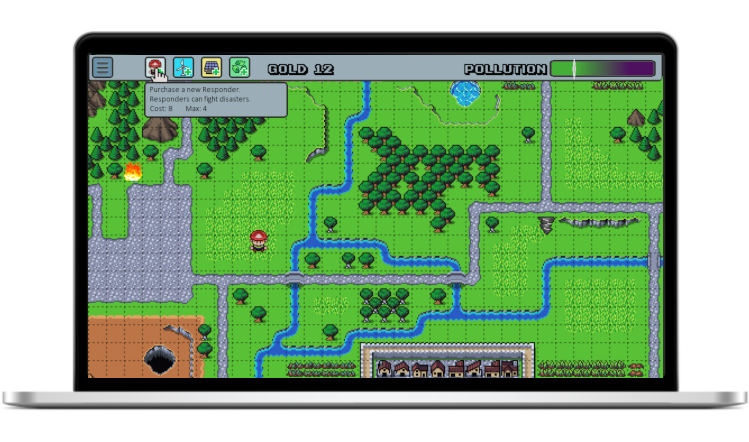 GOLD 12
POLLUTION
Purchase a new Responder.
Responders can fight disasters
Cost: 8 Max: 4